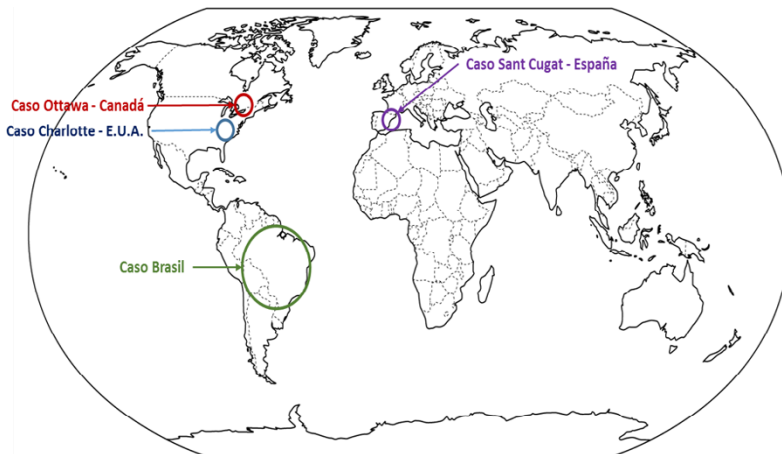 Caso Sant Cugat - España
Caso Ottawa - Canadá
Caso Charlotte - E.U.A.
Caso Brasil